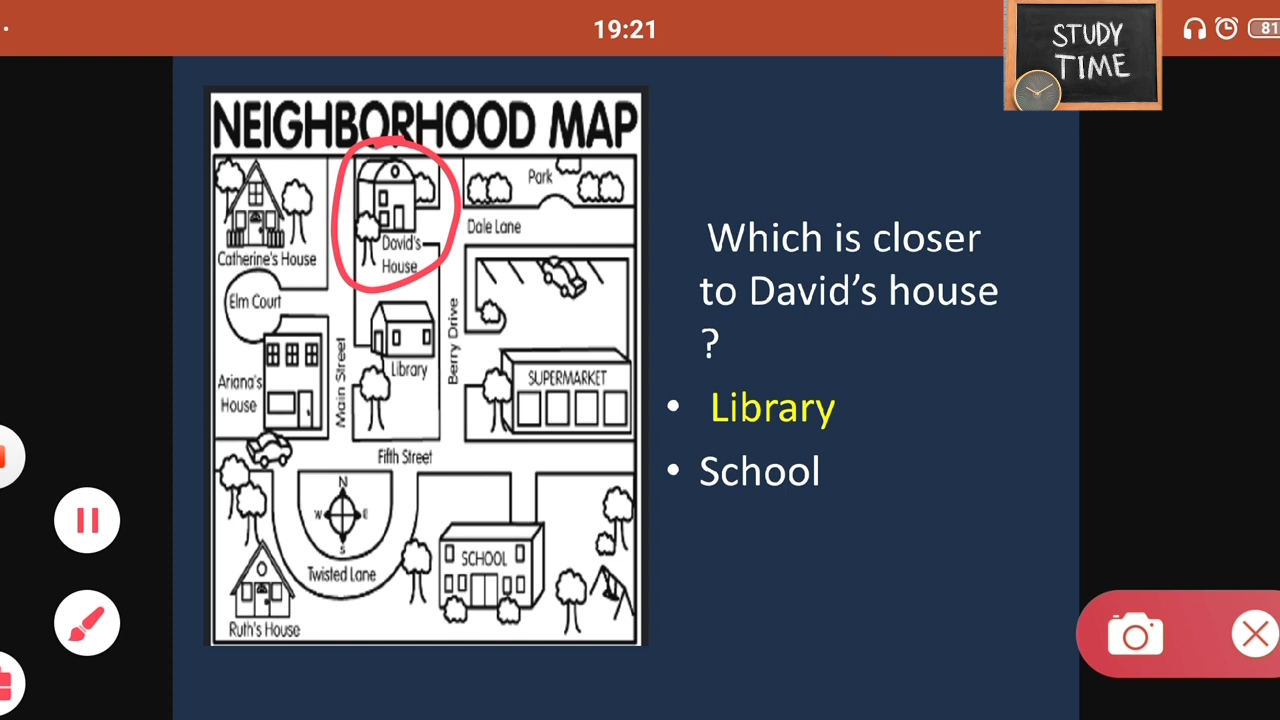 19:21
81
STUDY
TIME
NEIGHBORHOOD MAP
Park
Dale Lane
David's
House
Catherine's House
Elm Court
Main Street
Berry Drive
Library
Ariana's
House
SUPERMARKET
Fifth Street
N
W
E
S
Twisted Lane
SCHOOL
Ruth's House
Which is closer
to David’s house
?
• Library
• School